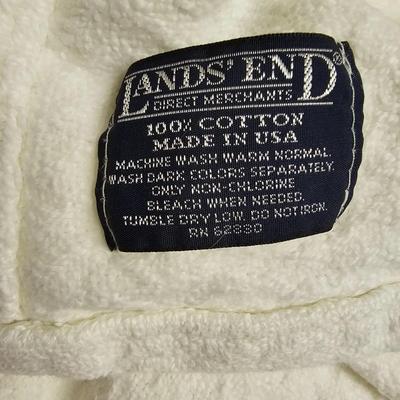 LANDS' END®
DIRECT MERCHANTS
100% COTTON
MADE IN USA
MACHINE WASH WARM NORMAL.
WASH DARK COLORS SEPARATELY.
ONLY NON-CHLORINE
BLEACH WHEN NEEDED.
TUMBLE DRY LOW. DO NOT IRON.
RN 62830